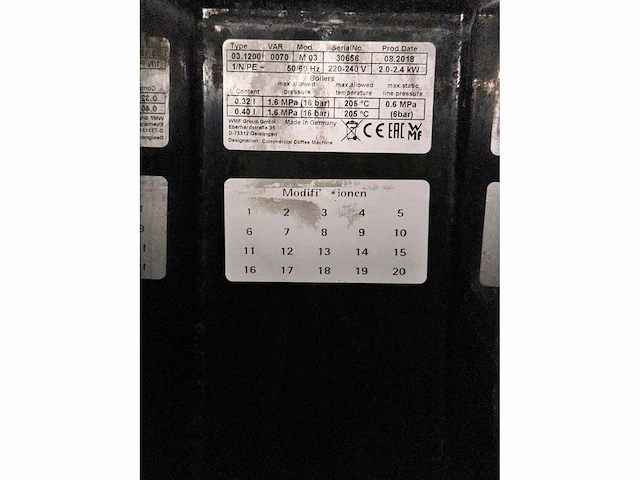 Type VAR Mod. SerialNo. Prod.Date
03.1200 0070 M 03 30656 08.2018
1/N/PE ~ 50/60 Hz 220-240 V 2.0-2.4 kW
Boilers
Content max.allowed pressure max.allowed temperature max.static line pressure
0.32 l 1.6 MPa (16 bar) 205 °C 0.6 MPa
0.40 l 1.6 MPa (16 bar) 205 °C (6bar)
WMF Group GmbH Made in Germany
Eberhardstraße 35
D-73312 Geislingen
Designation: Commercial Coffee Machine
CE EAC WMF
1 2 3 4 5
6 7 8 9 10
11 12 13 14 15
16 17 18 19 20